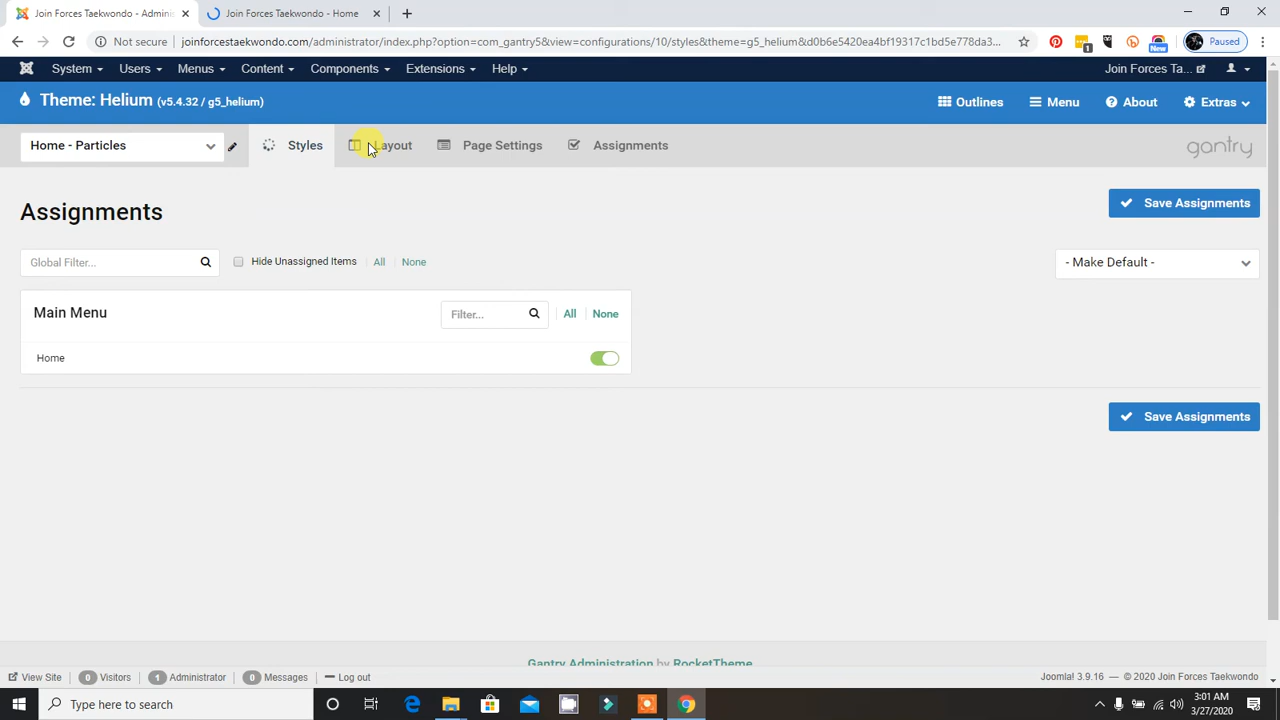 Join Forces Taekwondo - Adminis
Join Forces Taekwondo - Home
Not secure
joinforcestaekwondo.com/administrator/index.php?option=com_gantry5&view=configurations/10/styles&theme=g5_helium&d0b6e5420ea4bf19317c1bd5e778da3...
1
New
Paused
System
Users
Menus
Content
Components
Extensions
Help
Join Forces Ta...
Theme: Helium (v5.4.32 / g5_helium)
Outlines
Menu
About
Extras
Home - Particles
Styles
Layout
Page Settings
Assignments
gantry
Assignments
Save Assignments
Global Filter...
Hide Unassigned Items
All
None
- Make Default -
Main Menu
Filter...
All
None
Home
Save Assignments
Gantry Administration by RocketTheme
View Site
0 Visitors
1 Administrator
0 Messages
Log out
Joomla! 3.9.16 — © 2020 Join Forces Taekwondo
Type here to search
3:01 AM
3/27/2020